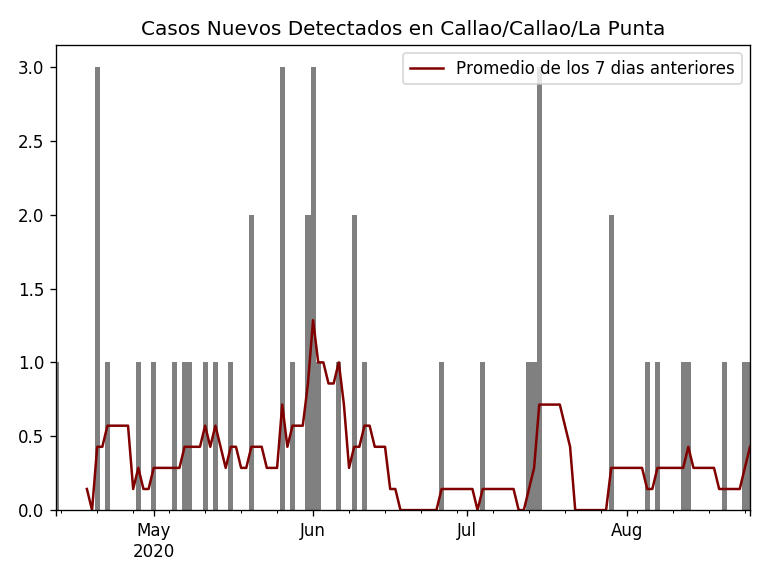 Casos Nuevos Detectados en Callao/Callao/La Punta
Promedio de los 7 dias anteriores
3.0
2.5
2.0
1.5
1.0
0.5
0.0
May Jun Jul Aug
2020